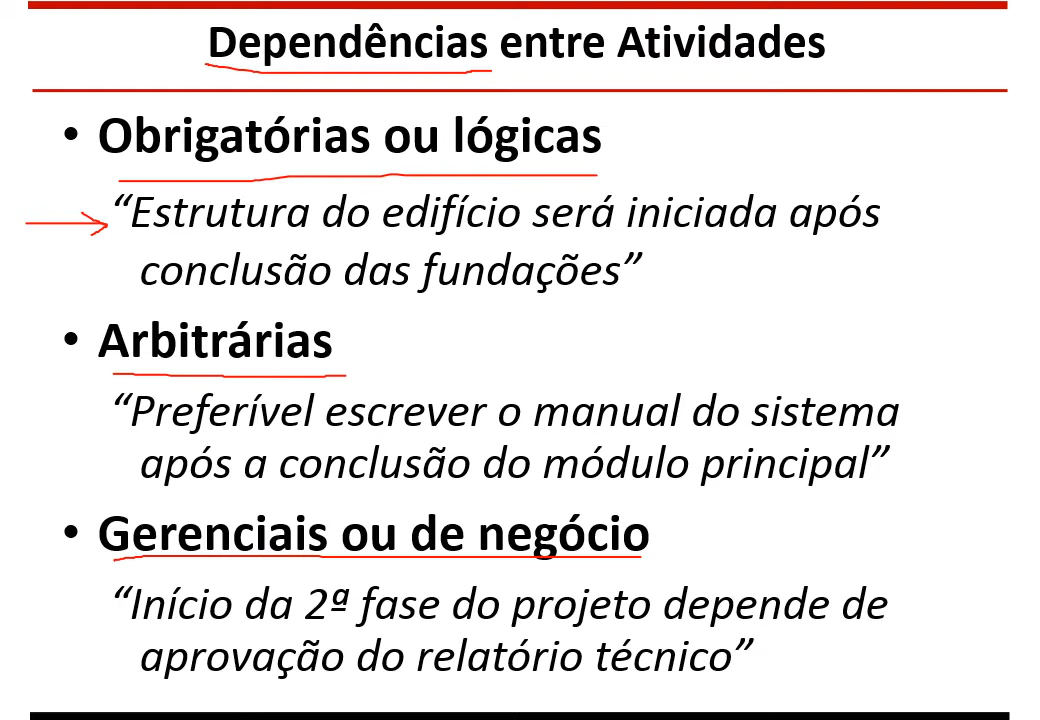 Dependências entre Atividades
• Obrigatórias ou lógicas
“Estrutura do edifício será iniciada após
conclusão das fundações”
• Arbitrárias
“Preferível escrever o manual do sistema
após a conclusão do módulo principal”
• Gerenciais ou de negócio
“Início da 2ª fase do projeto depende de
aprovação do relatório técnico”